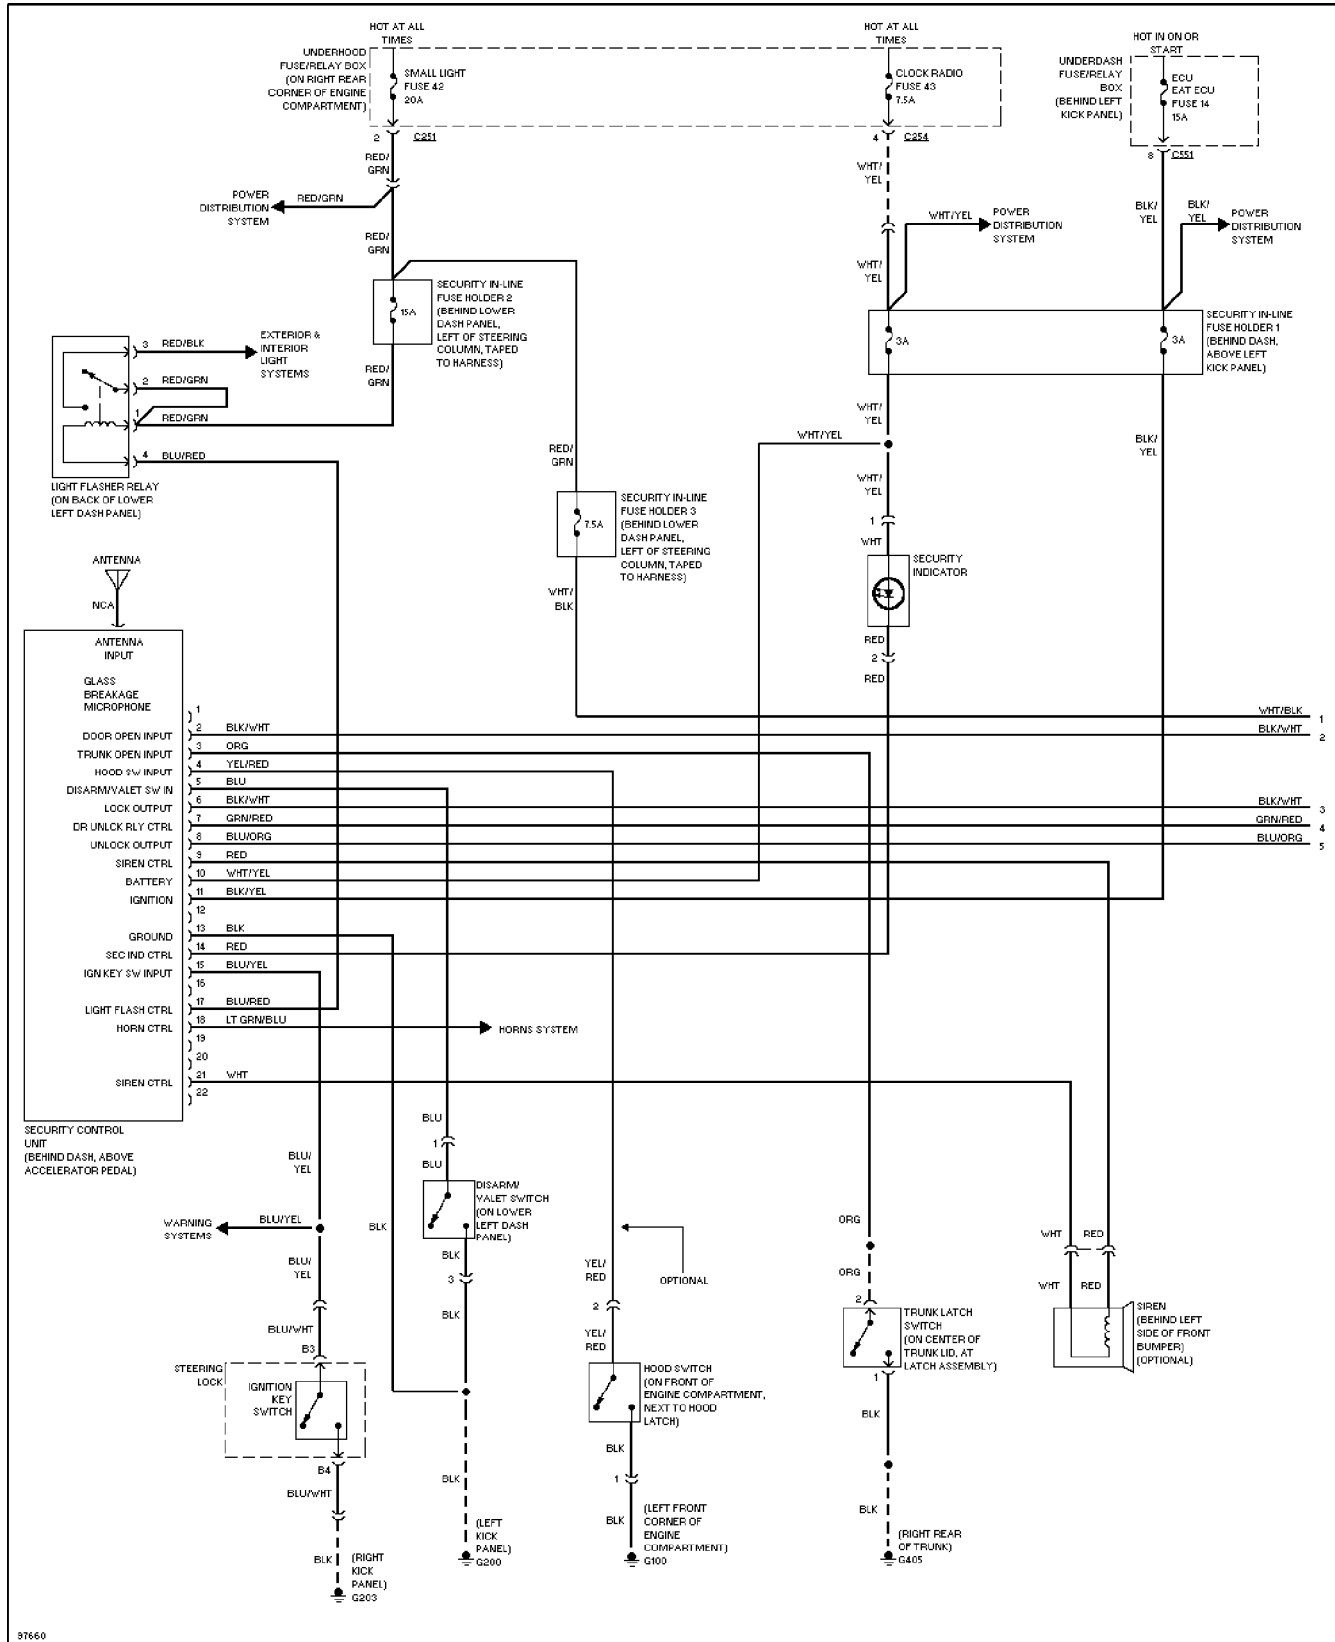 HOT AT ALL
TIMES
HOT AT ALL
TIMES
HOT IN ON OR
START
UNDERHOOD
FUSE/RELAY BOX
(ON RIGHT REAR
CORNER OF ENGINE
COMPARTMENT)
SMALL LIGHT
FUSE 42
20A
CLOCK RADIO
FUSE 43
7.5A
UNDERDASH
FUSE/RELAY
BOX
(BEHIND LEFT
KICK PANEL)
ECU
EAT ECU
FUSE 14
15A
2
C251
4
C254
8
C551
RED/
GRN
WHT/
YEL
POWER
DISTRIBUTION
SYSTEM
RED/GRN
BLK/
YEL
BLK/
YEL
POWER
DISTRIBUTION
SYSTEM
WHT/YEL
POWER
DISTRIBUTION
SYSTEM
RED/
GRN
WHT/
YEL
SECURITY IN-LINE
FUSE HOLDER 2
(BEHIND LOWER
DASH PANEL,
LEFT OF STEERING
COLUMN, TAPED
TO HARNESS)
15A
SECURITY IN-LINE
FUSE HOLDER 1
(BEHIND DASH,
ABOVE LEFT
KICK PANEL)
3A
3A
3
RED/BLK
EXTERIOR &
INTERIOR
LIGHT
SYSTEMS
2
RED/GRN
RED/
GRN
1
RED/GRN
4
BLU/RED
LIGHT FLASHER RELAY
(ON BACK OF LOWER
LEFT DASH PANEL)
WHT/
YEL
WHT/YEL
BLK/
YEL
RED/
GRN
WHT/
YEL
SECURITY IN-LINE
FUSE HOLDER 3
(BEHIND LOWER
DASH PANEL,
LEFT OF STEERING
COLUMN, TAPED
TO HARNESS)
7.5A
1
WHT
SECURITY
INDICATOR
WHT/
BLK
RED
2
RED
ANTENNA
NCA
ANTENNA
INPUT
GLASS
BREAKAGE
MICROPHONE
1
WHT/BLK
1
DOOR OPEN INPUT
2
BLK/WHT
BLK/WHT
2
TRUNK OPEN INPUT
3
ORG
HOOD SW INPUT
4
YEL/RED
DISARM/VALET SW IN
5
BLU
LOCK OUTPUT
6
BLK/WHT
BLK/WHT
3
DR UNLCK RLY CTRL
7
GRN/RED
GRN/RED
4
UNLOCK OUTPUT
8
BLU/ORG
BLU/ORG
5
SIREN CTRL
9
RED
BATTERY
10
WHT/YEL
IGNITION
11
BLK/YEL
12
GROUND
13
BLK
SEC IND CTRL
14
RED
IGN KEY SW INPUT
15
BLU/YEL
16
LIGHT FLASH CTRL
17
BLU/RED
HORN CTRL
18
LT GRN/BLU
HORNS SYSTEM
19
20
SIREN CTRL
21
WHT
22
SECURITY CONTROL
UNIT
(BEHIND DASH, ABOVE
ACCELERATOR PEDAL)
BLU
1
BLU
BLU/
YEL
DISARM/
VALET SWITCH
(ON LOWER
LEFT DASH
PANEL)
WARNING
SYSTEMS
BLU/YEL
BLK
BLK
3
BLK
BLU/
YEL
BLU/WHT
B3
STEERING
LOCK
IGNITION
KEY
SWITCH
B4
BLU/WHT
BLK
(RIGHT
KICK
PANEL)
G203
BLK
(LEFT
KICK
PANEL)
G200
YEL/
RED
OPTIONAL
2
YEL/
RED
HOOD SWITCH
(ON FRONT OF
ENGINE COMPARTMENT,
NEXT TO HOOD
LATCH)
BLK
1
BLK
(LEFT FRONT
CORNER OF
ENGINE
COMPARTMENT)
G100
ORG
ORG
2
TRUNK LATCH
SWITCH
(ON CENTER OF
TRUNK LID, AT
LATCH ASSEMBLY)
1
BLK
BLK
(RIGHT REAR
OF TRUNK)
G405
WHT
RED
WHT
RED
SIREN
(BEHIND LEFT
SIDE OF FRONT
BUMPER)
(OPTIONAL)
97660